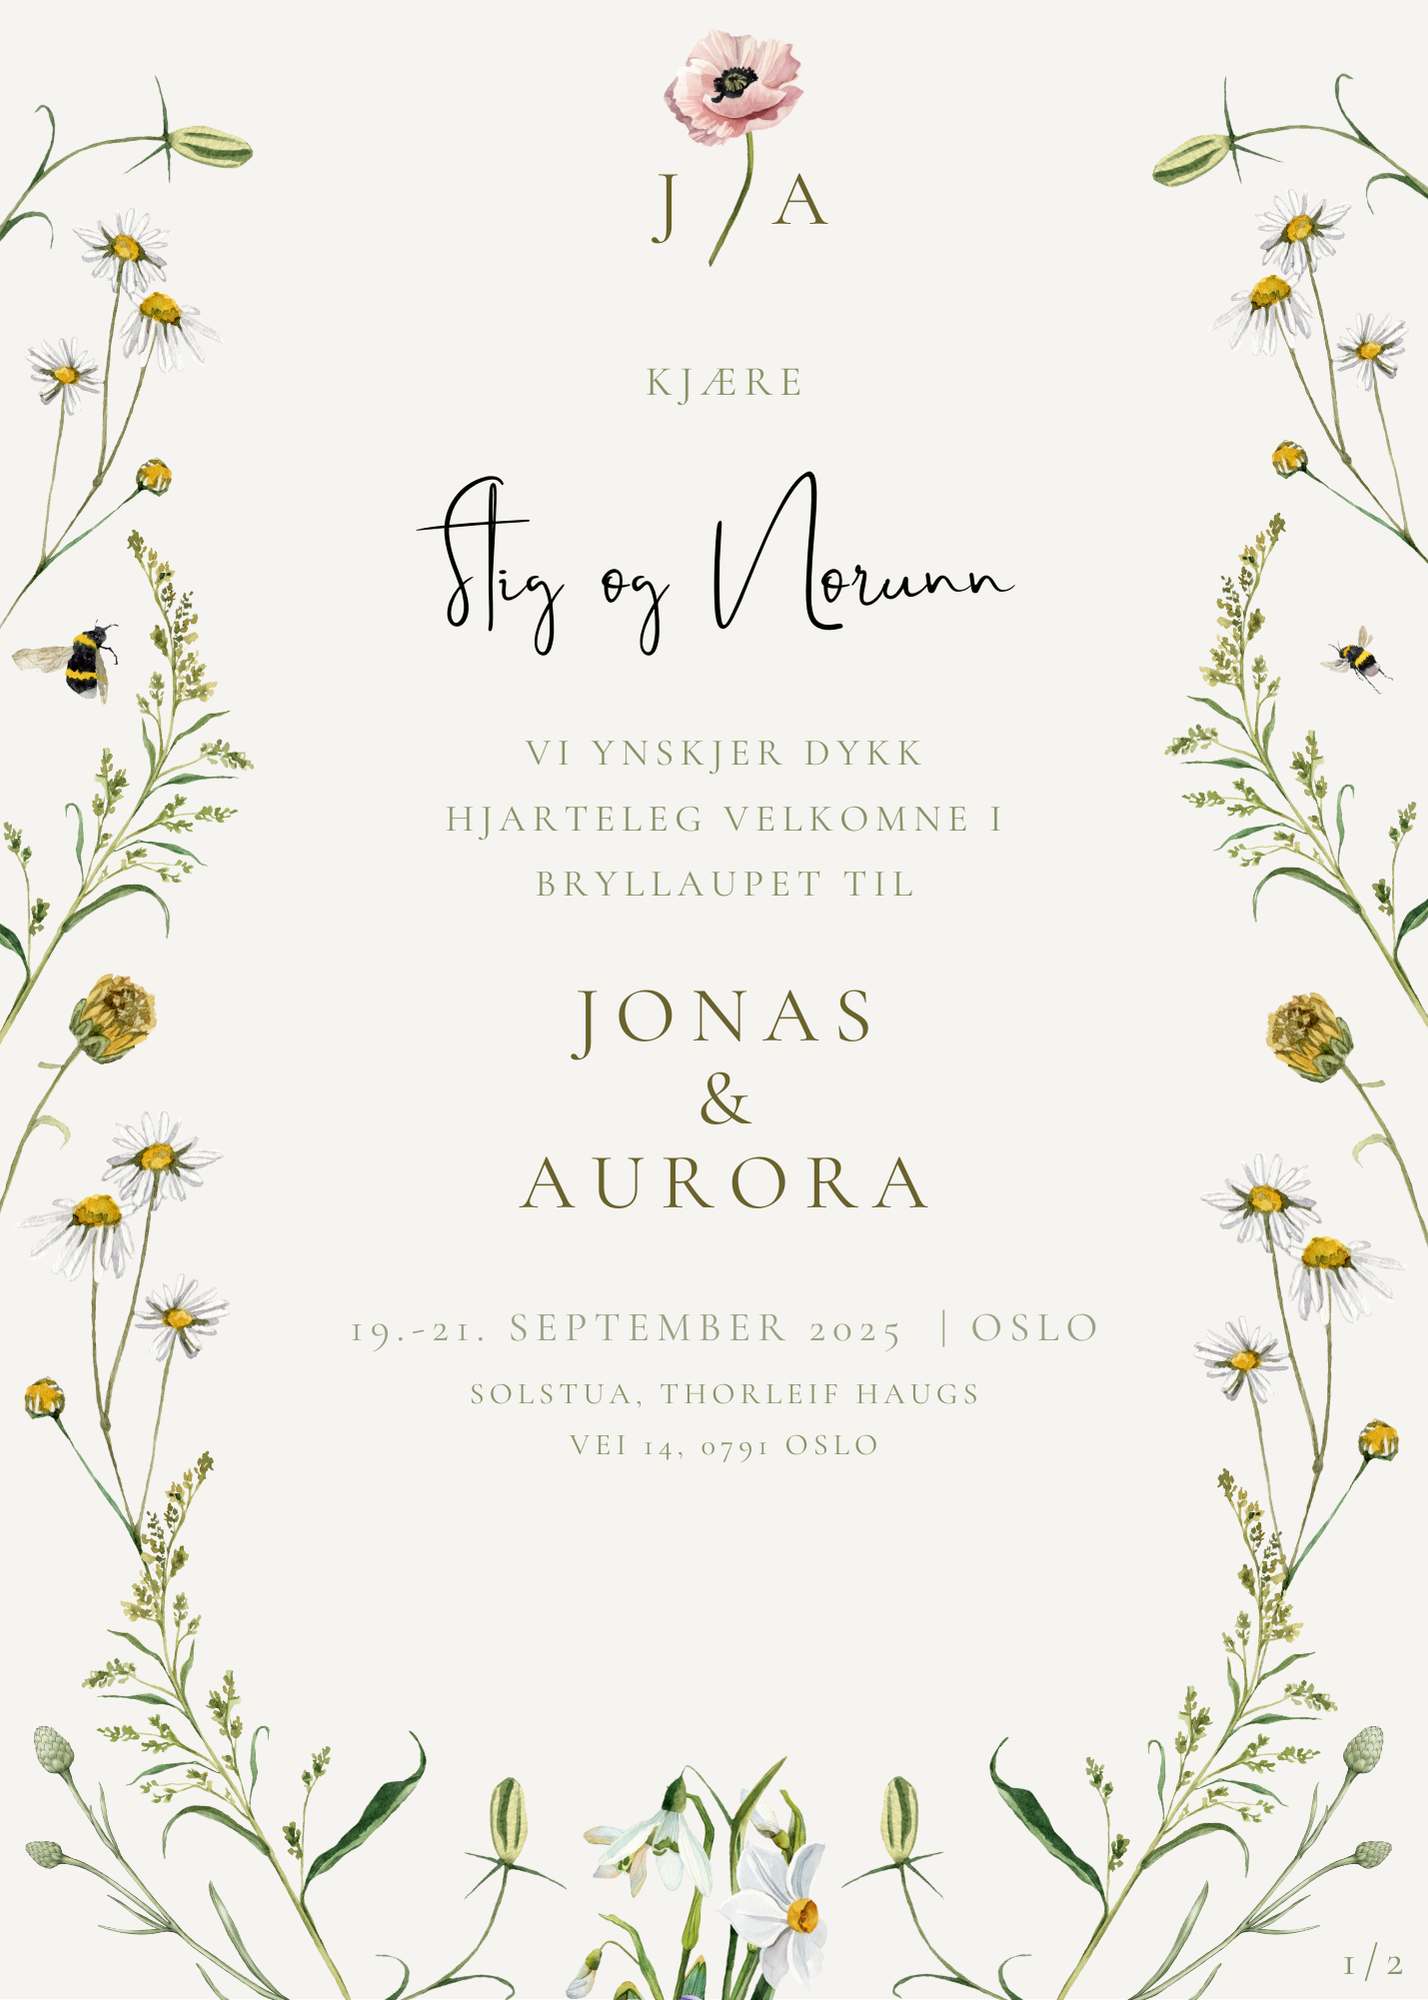 J A
KJÆRE
Stig og Norunn
VI YNSKJER DYKK
HJARTELEG VELKOMNE I
BRYLLAUPET TIL
JONAS
&
AURORA
19.-21. SEPTEMBER 2025 | OSLO
SOLSTUA, THORLEIF HAUGS
VEI 14, 0791 OSLO
1/2